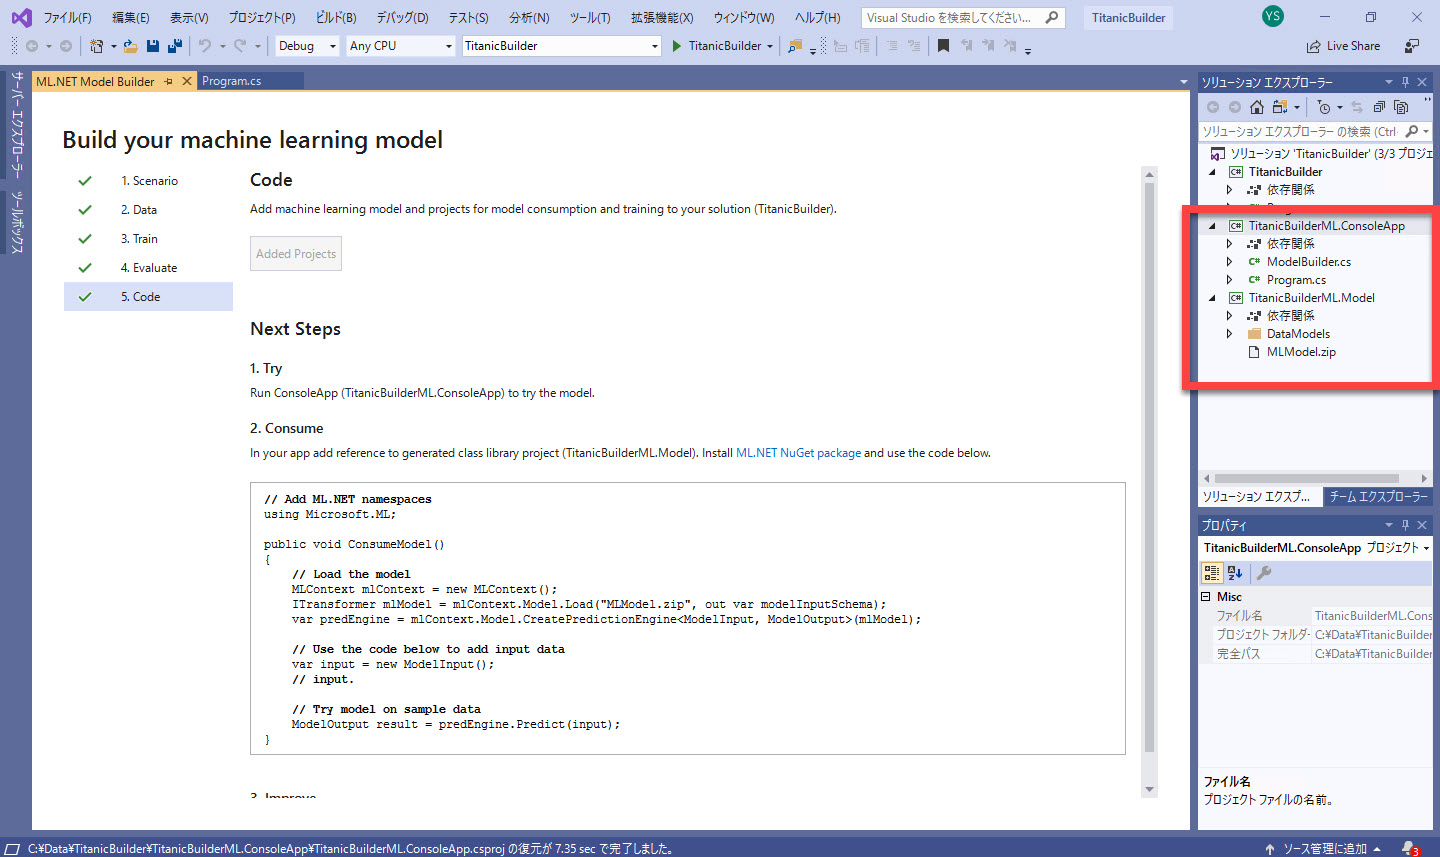 ファイル(F) 編集(E) 表示(V) プロジェクト(P) ビルド(B) デバッグ(D) テスト(S) 分析(N) ツール(T) 拡張機能(X) ウィンドウ(W) ヘルプ(H) Visual Studio を検索してください... TitanicBuilder YS
Debug Any CPU TitanicBuilder TitanicBuilder Live Share
サーバー エクスプローラー
ツールボックス
ML.NET Model Builder Program.cs
Build your machine learning model
1. Scenario
2. Data
3. Train
4. Evaluate
5. Code
Code
Add machine learning model and projects for model consumption and training to your solution (TitanicBuilder).
Added Projects
Next Steps
1. Try
Run ConsoleApp (TitanicBuilderML.ConsoleApp) to try the model.
2. Consume
In your app add reference to generated class library project (TitanicBuilderML.Model). Install ML.NET NuGet package and use the code below.
// Add ML.NET namespaces
using Microsoft.ML;
public void ConsumeModel()
{
// Load the model
MLContext mlContext = new MLContext();
ITransformer mlModel = mlContext.Model.Load("MLModel.zip", out var modelInputSchema);
var predEngine = mlContext.Model.CreatePredictionEngine<ModelInput, ModelOutput>(mlModel);
// Use the code below to add input data
var input = new ModelInput();
// input.
// Try model on sample data
ModelOutput result = predEngine.Predict(input);
}
3. Improve
ソリューション エクスプローラー
ソリューション エクスプローラー の検索 (Ctrl
ソリューション 'TitanicBuilder' (3/3 プロジェ
C# TitanicBuilder
依存関係
C# TitanicBuilderML.ConsoleApp
依存関係
C# ModelBuilder.cs
C# Program.cs
C# TitanicBuilderML.Model
依存関係
DataModels
MLModel.zip
ソリューション エクスプ... チーム エクスプローラー
プロパティ
TitanicBuilderML.ConsoleApp プロジェクト
Misc
ファイル名 TitanicBuilderML.Cons
プロジェクト フォルダー C:¥Data¥TitanicBuilder
完全パス C:¥Data¥TitanicBuilder
ファイル名
プロジェクト ファイルの名前。
C:¥Data¥TitanicBuilder¥TitanicBuilderML.ConsoleApp¥TitanicBuilderML.ConsoleApp.csproj の復元が 7.35 sec で完了しました。 ソース管理に追加 3